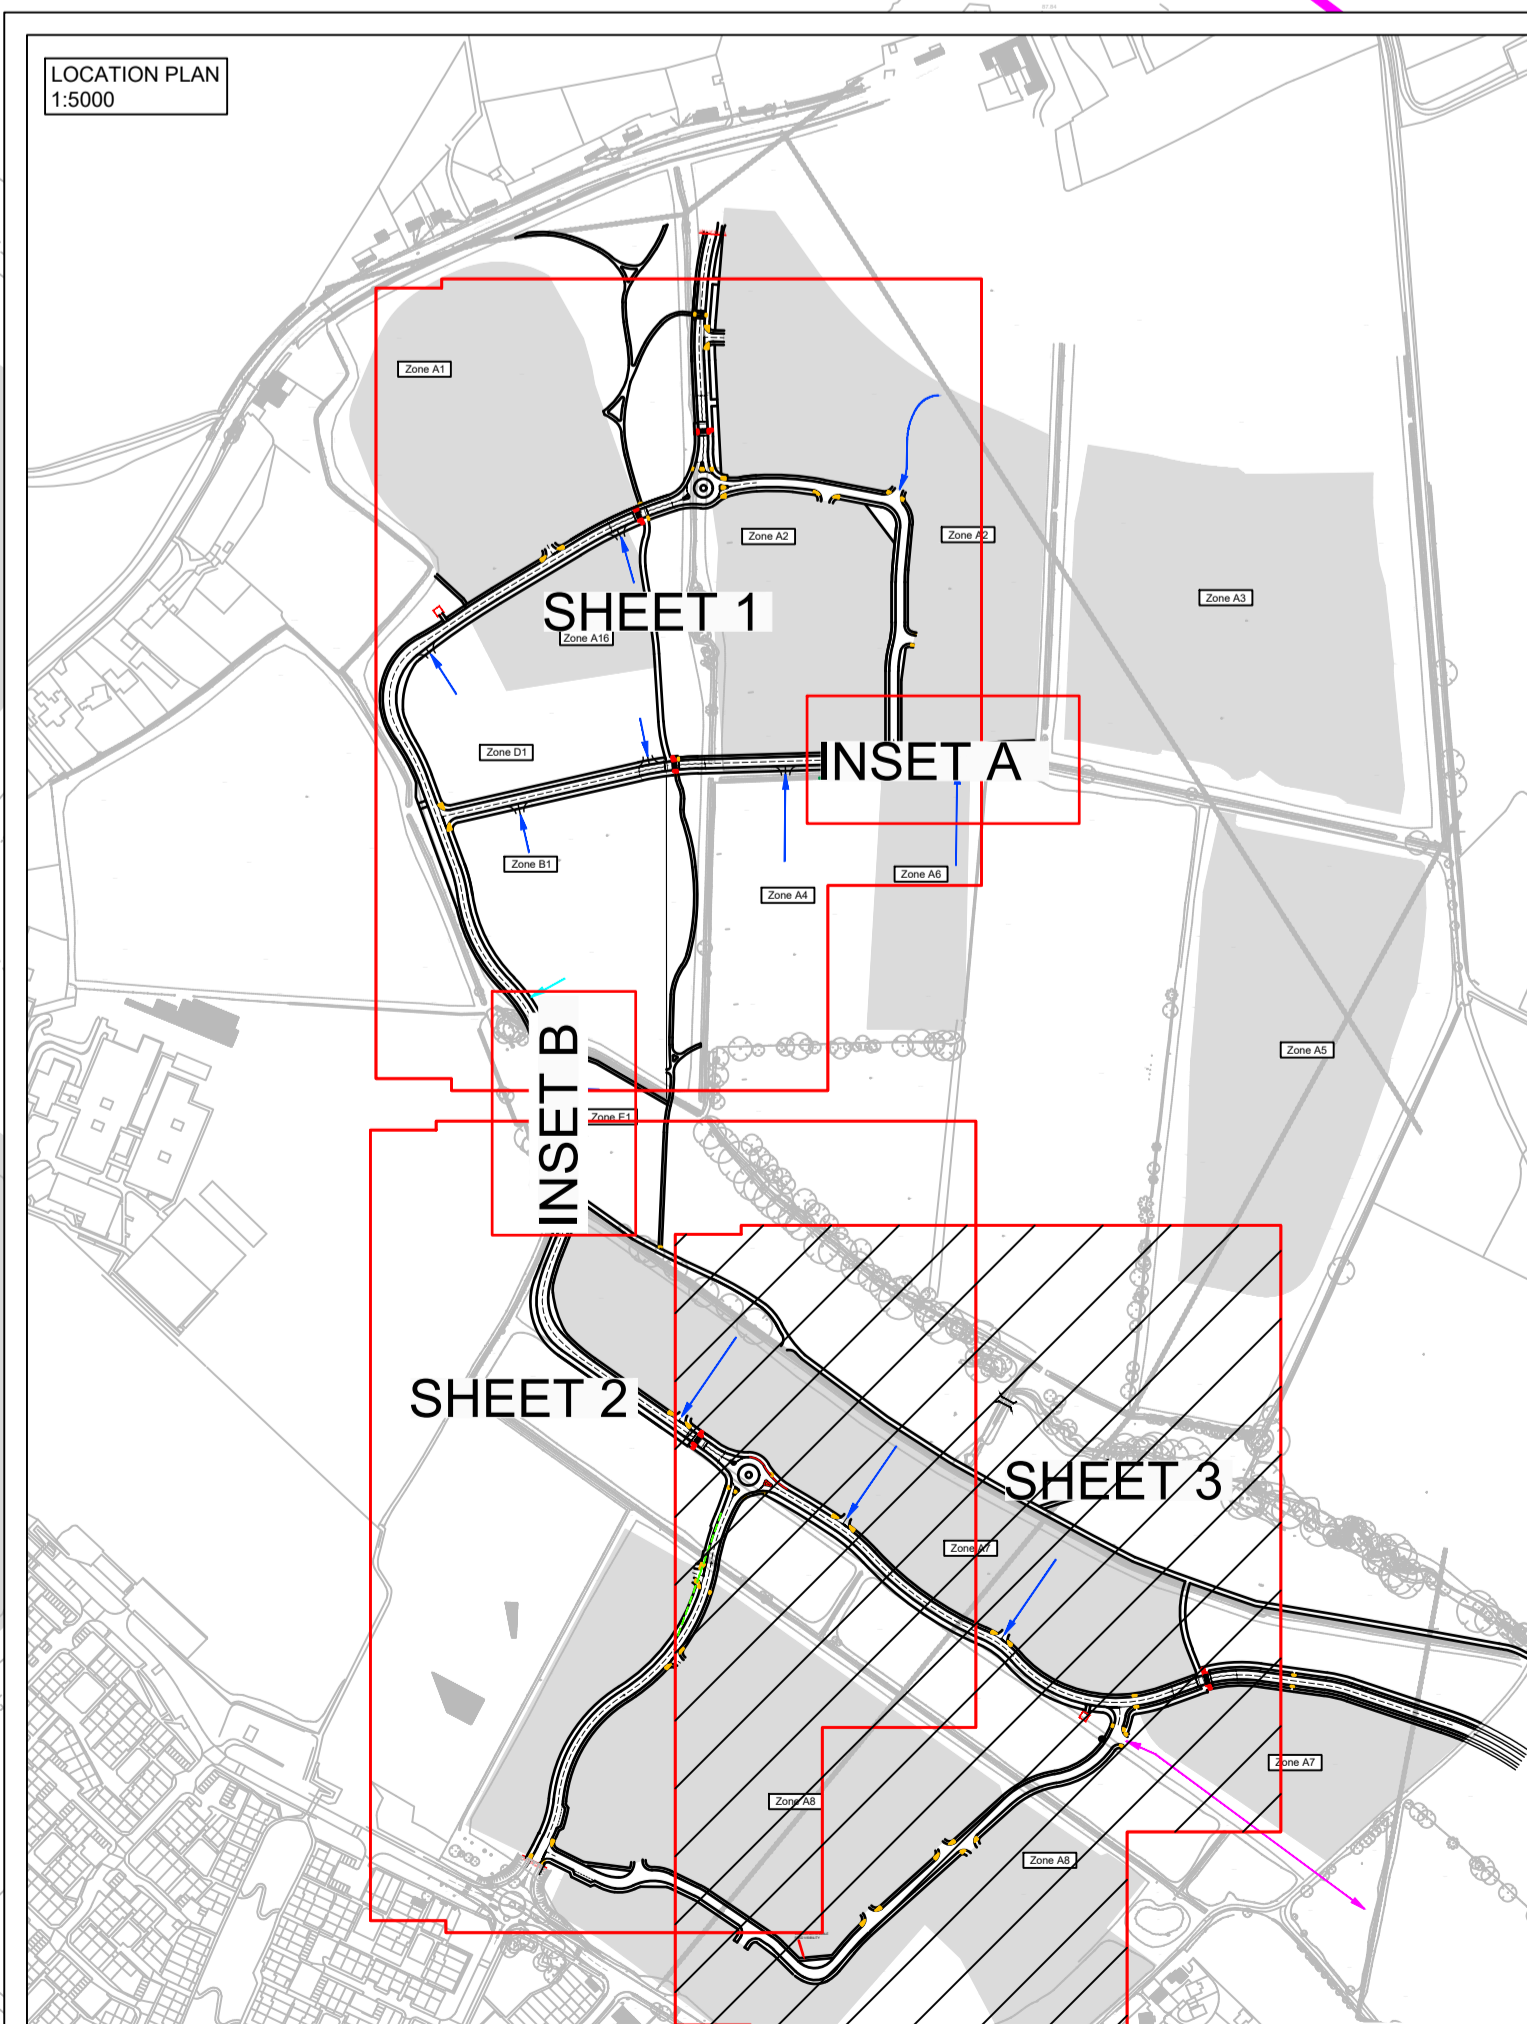 LOCATION PLAN
1:5000
Zone A1
Zone A2
Zone A2
Zone A3
SHEET 1
Zone A16
Zone D1
INSET A
Zone B1
Zone A6
Zone A4
INSET B
Zone A5
Zone E1
SHEET 2
SHEET 3
Zone A7
Zone A7
Zone A8
Zone A8